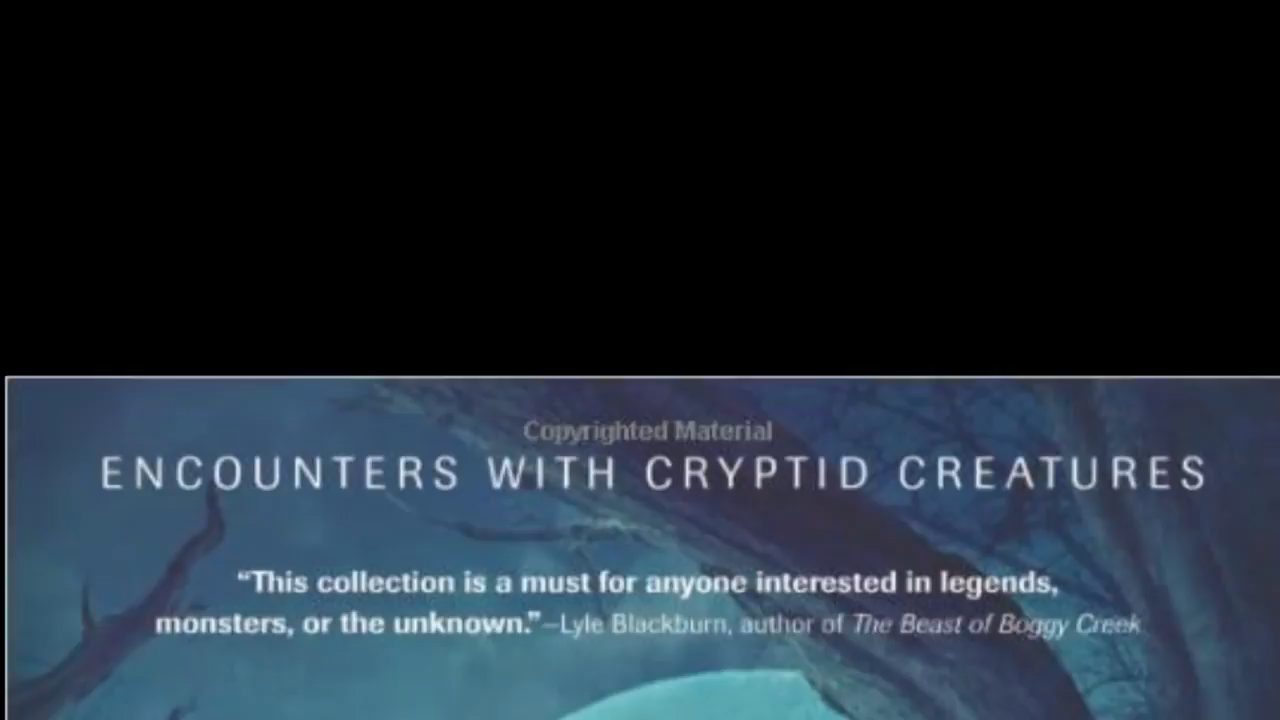 Copyrighted Material
ENCOUNTERS WITH CRYPTID CREATURES
“This collection is a must for anyone interested in legends,
monsters, or the unknown.”—Lyle Blackburn, author of The Beast of Boggy Creek